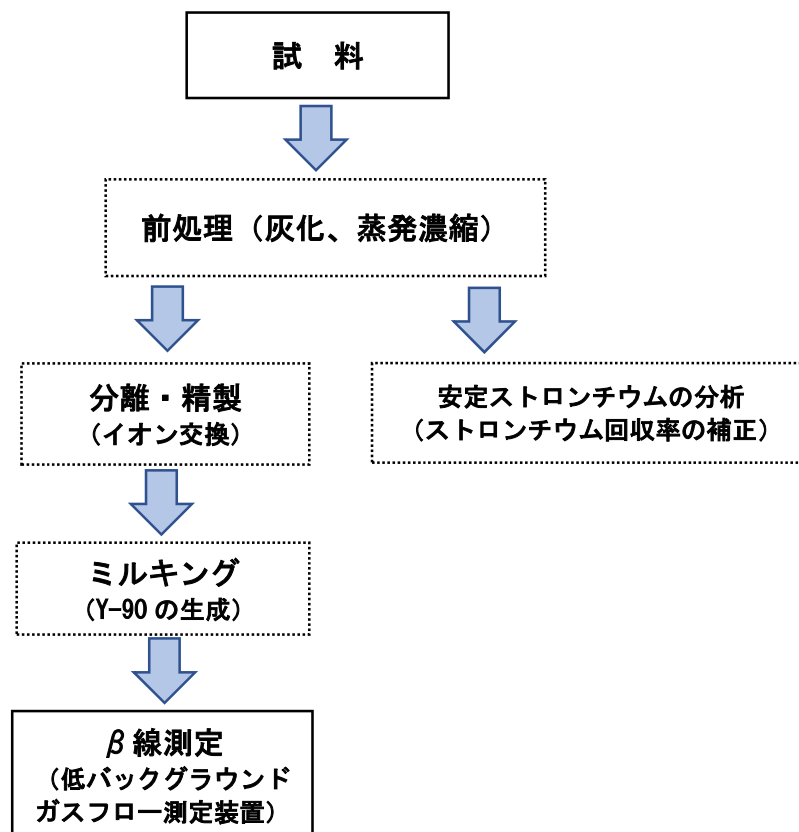 試　料
前処理（灰化、蒸発濃縮）
分離・精製
（イオン交換）
安定ストロンチウムの分析
（ストロンチウム回収率の補正）
ミルキング
（Y-90 の生成）
β線測定
（低バックグラウンド
ガスフロー測定装置）